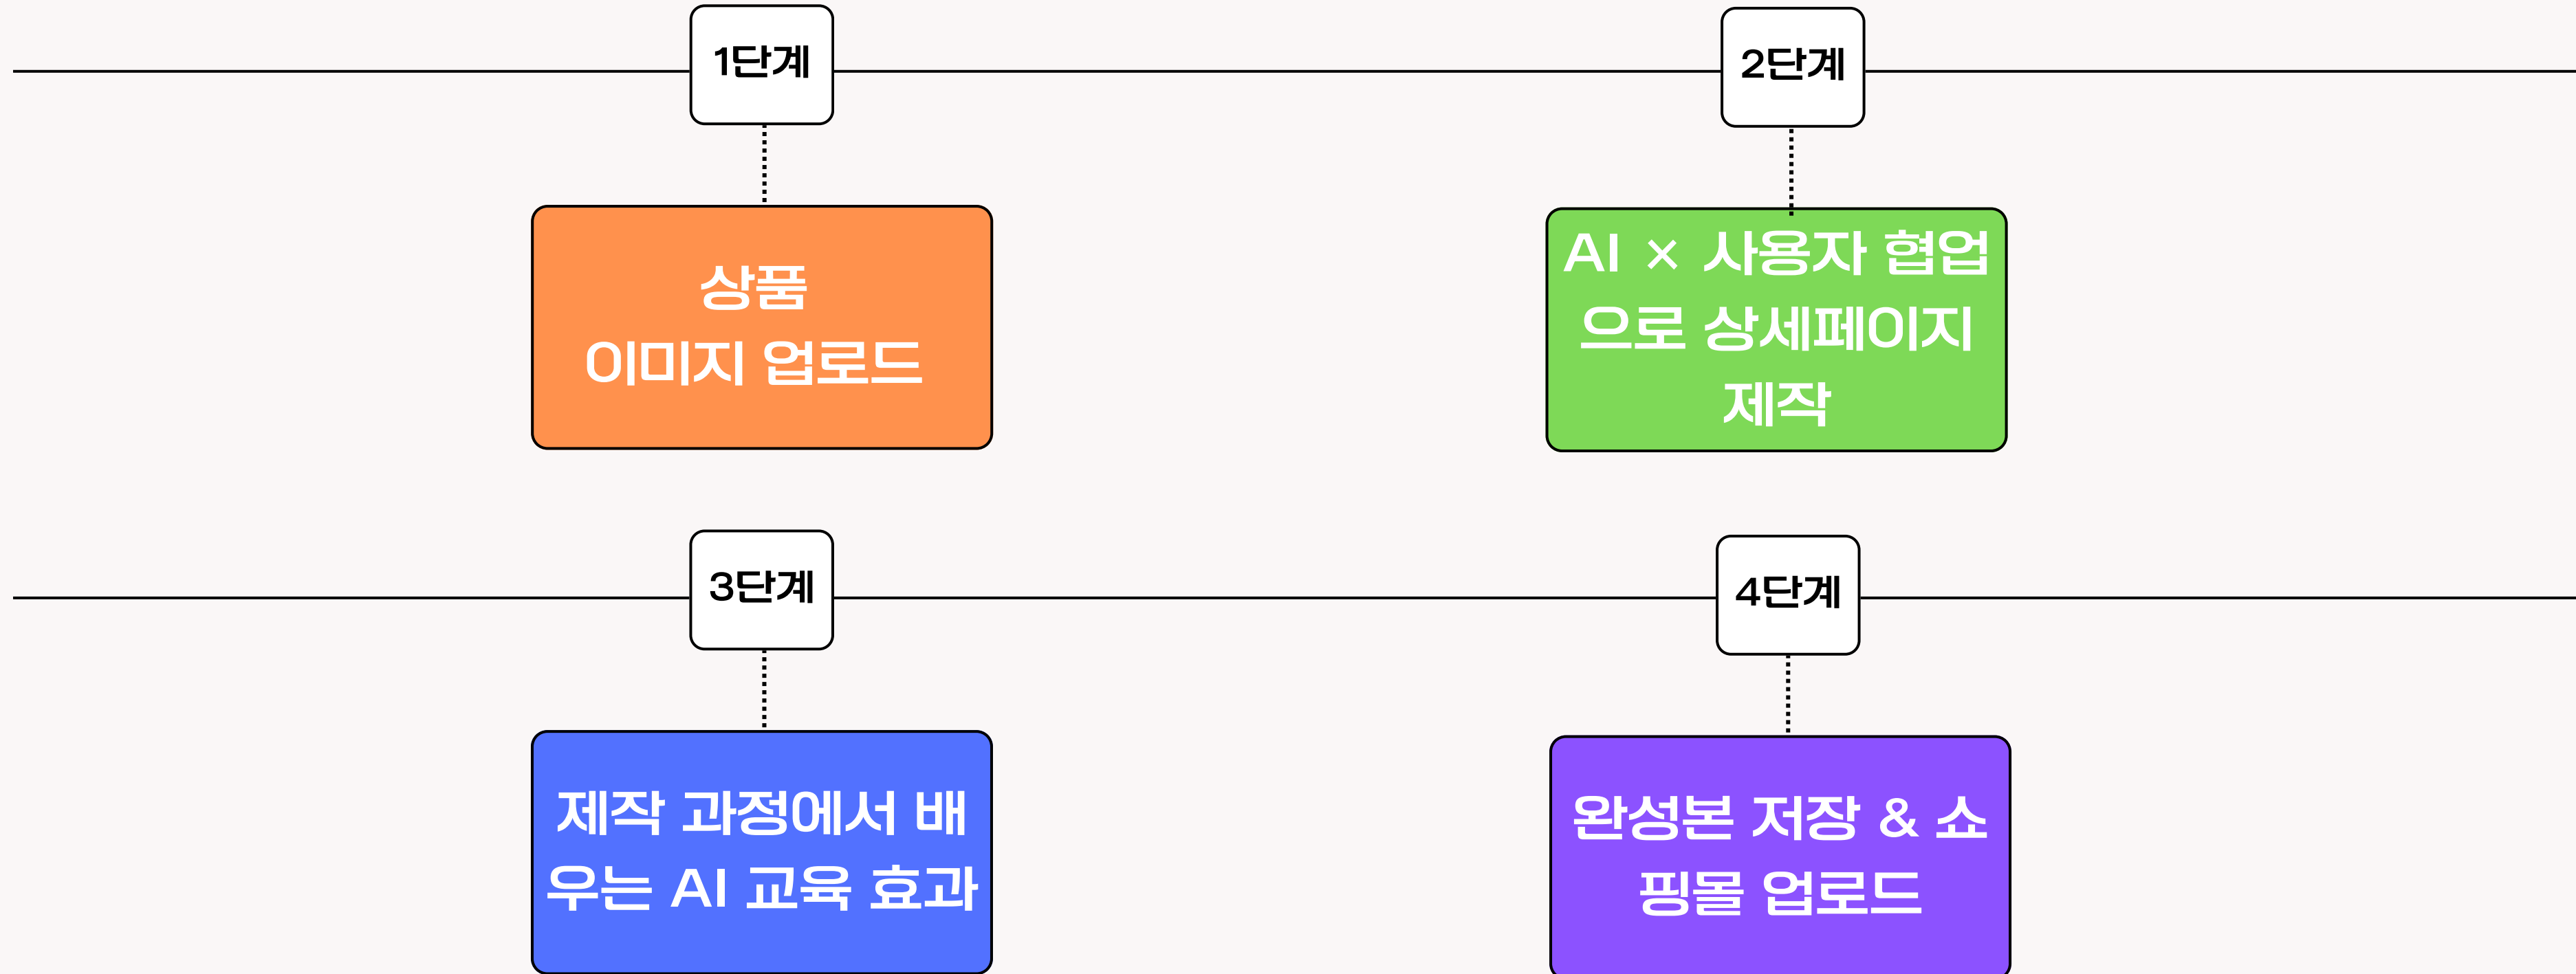 1단계
2단계
상품
이미지 업로드
AI × 사용자 협업
으로 상세페이지
제작
3단계
4단계
제작 과정에서 배
우는 AI 교육 효과
완성본 저장 & 쇼
핑몰 업로드